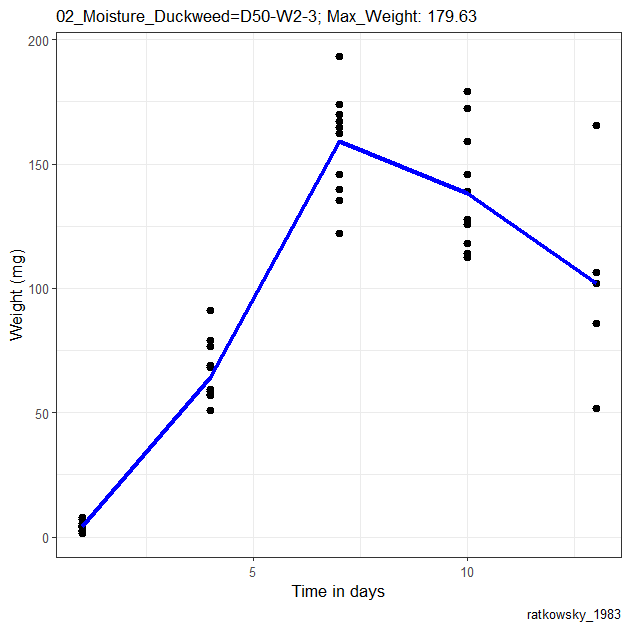 02_Moisture_Duckweed=D50-W2-3; Max_Weight: 179.63
200
150
100
50
0
Weight (mg)
5 10
Time in days
ratkowsky_1983